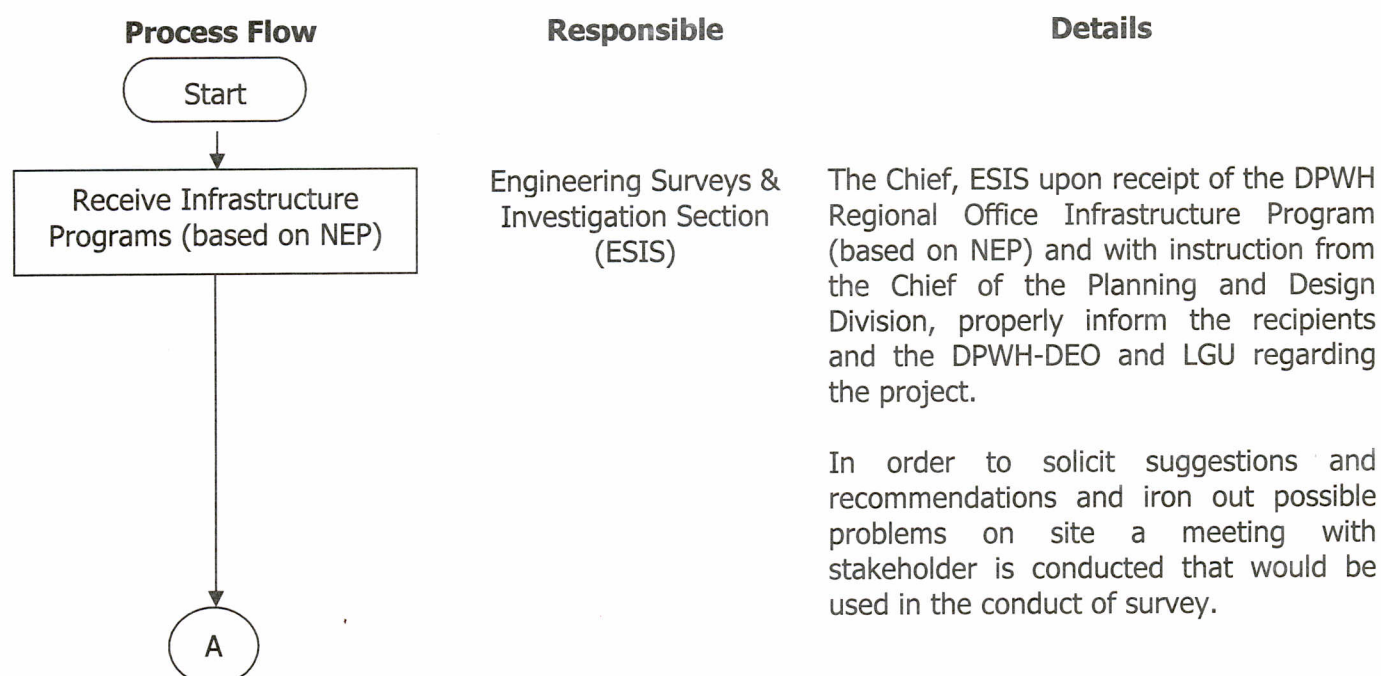 Process Flow
Responsible
Details
Start
Receive Infrastructure
Programs (based on NEP)
Engineering Surveys &
Investigation Section
(ESIS)
The Chief, ESIS upon receipt of the DPWH
Regional Office Infrastructure Program
(based on NEP) and with instruction from
the Chief of the Planning and Design
Division, properly inform the recipients
and the DPWH-DEO and LGU regarding
the project.
In order to solicit suggestions and
recommendations and iron out possible
problems on site a meeting with
stakeholder is conducted that would be
used in the conduct of survey.
A